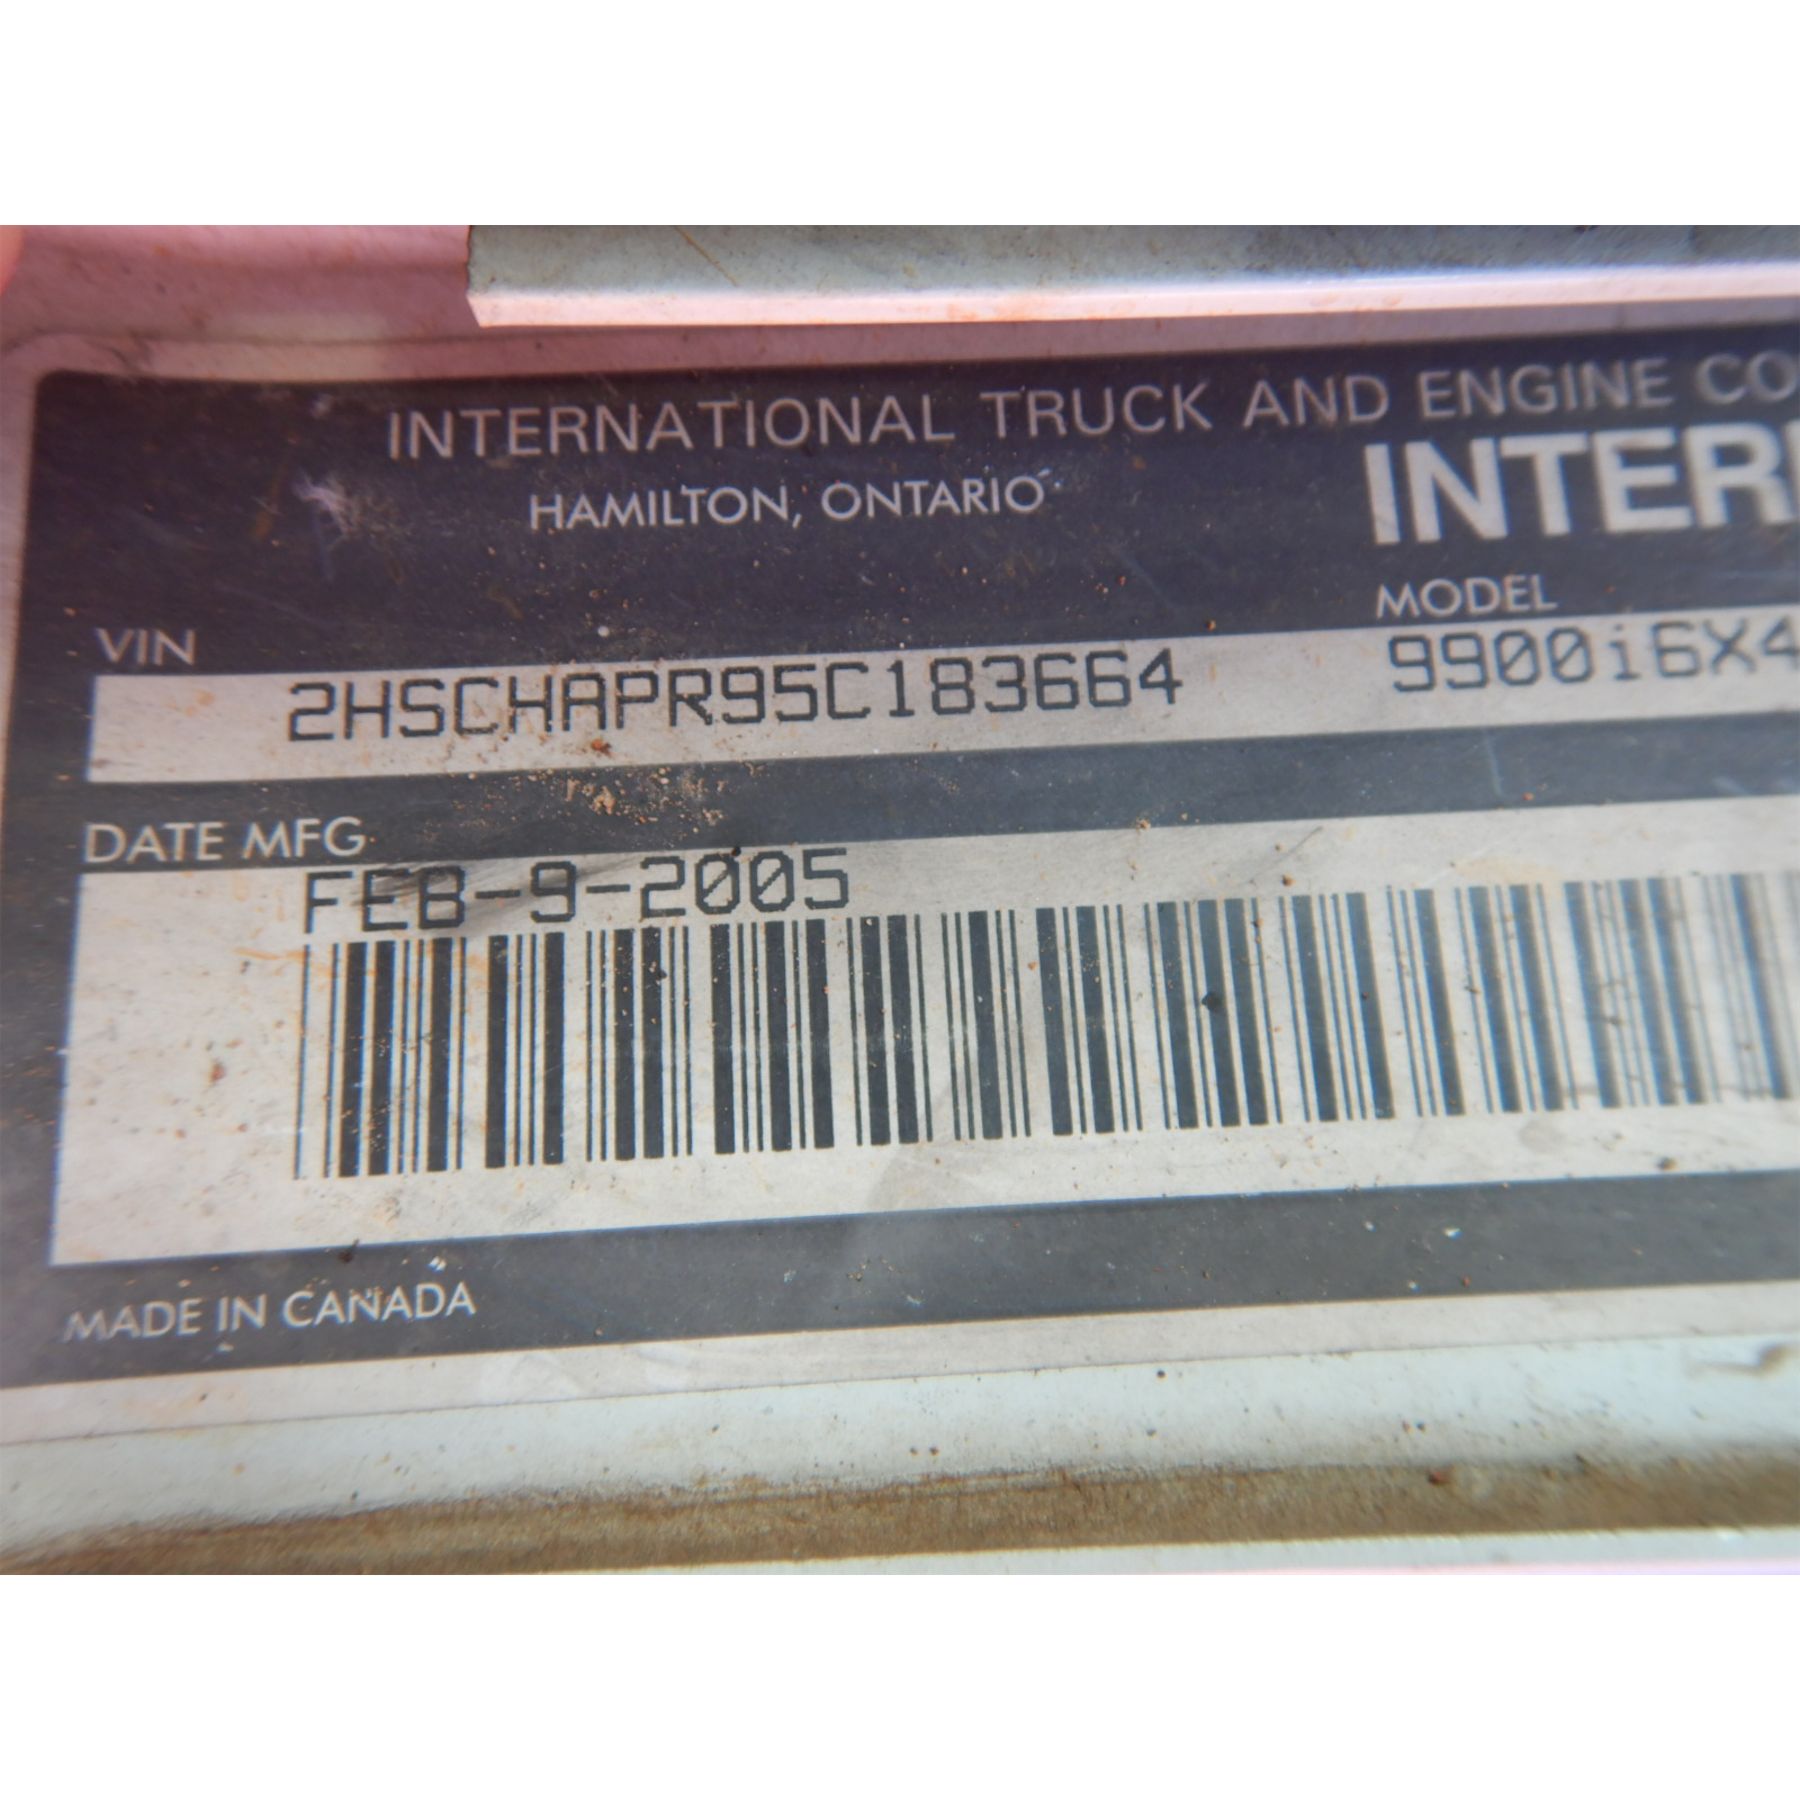 INTERNATIONAL TRUCK AND ENGINE CO
HAMILTON, ONTARIO
INTER
VIN
MODEL
2HSCHAPR95C183664
9900i6X4
DATE MFG
FEB-9-2005
MADE IN CANADA